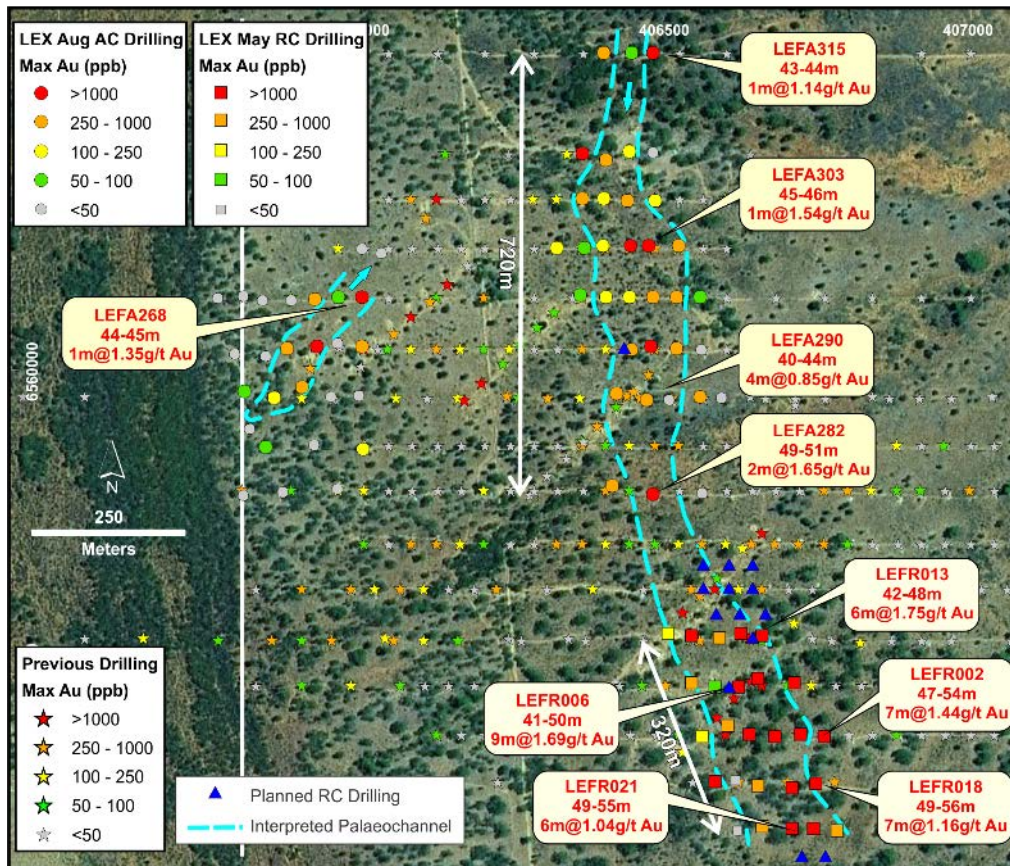 LEX Aug AC Drilling
Max Au (ppb)
>1000
250 - 1000
100 - 250
50 - 100
<50
LEX May RC Drilling
Max Au (ppb)
>1000
250 - 1000
100 - 250
50 - 100
<50
406500
407000
LEFA315
43-44m
1m@1.14g/t Au
LEFA303
45-46m
1m@1.54g/t Au
720m
LEFA268
44-45m
1m@1.35g/t Au
6560000
LEFA290
40-44m
4m@0.85g/t Au
LEFA282
49-51m
2m@1.65g/t Au
N
250
Meters
LEFR013
42-48m
6m@1.75g/t Au
Previous Drilling
Max Au (ppb)
>1000
250 - 1000
100 - 250
50 - 100
<50
LEFR006
41-50m
9m@1.69g/t Au
LEFR002
47-54m
7m@1.44g/t Au
320m
Planned RC Drilling
Interpreted Palaeochannel
LEFR021
49-55m
6m@1.04g/t Au
LEFR018
49-56m
7m@1.16g/t Au